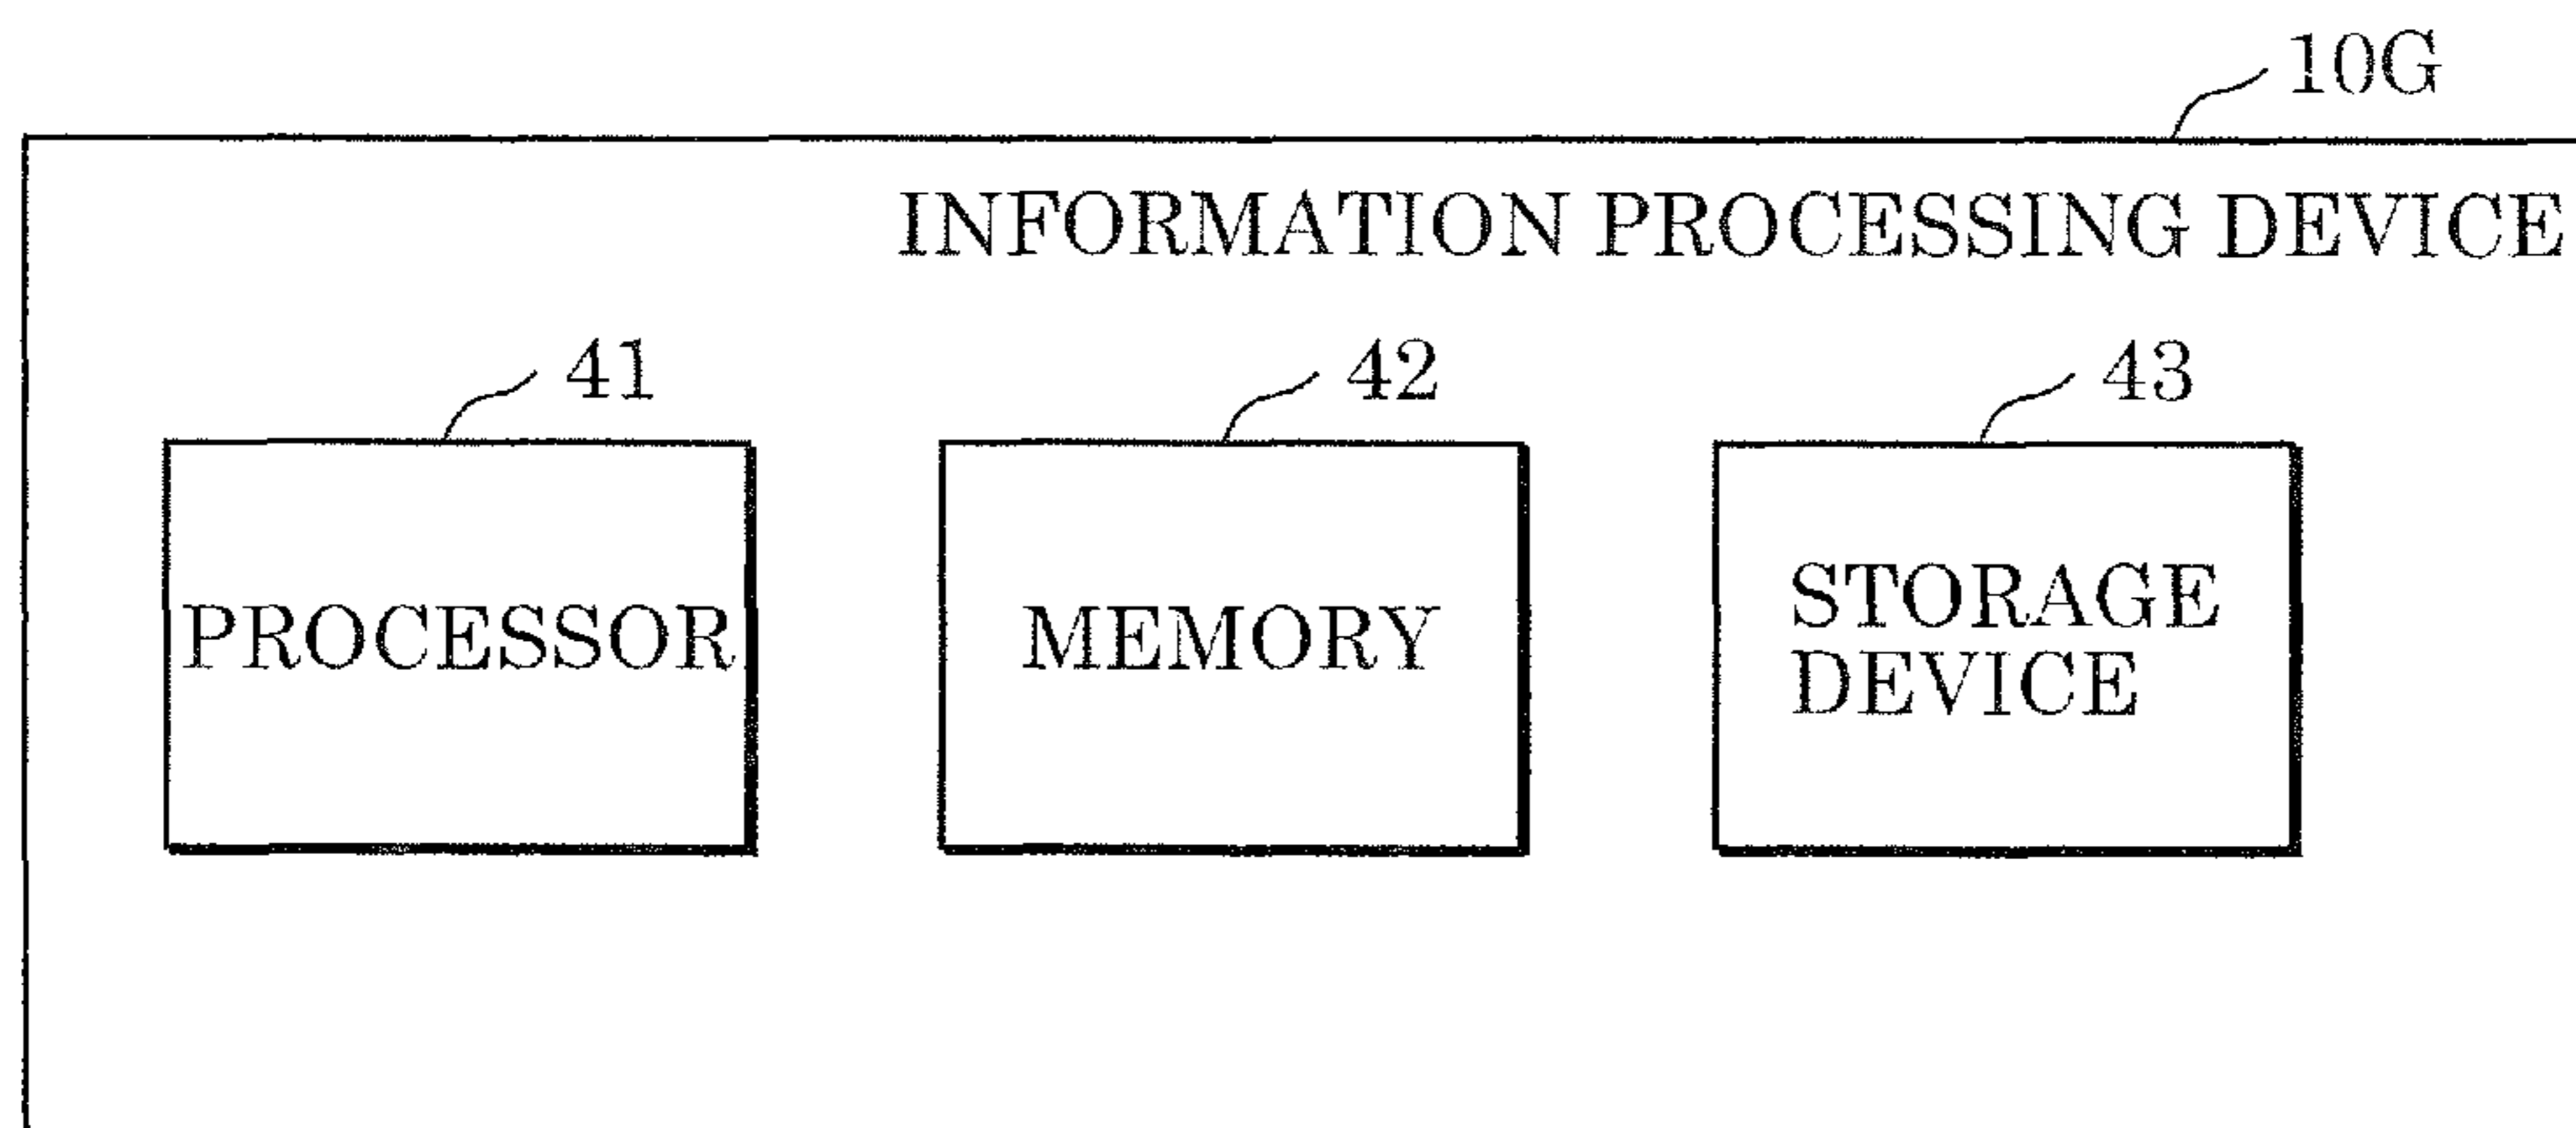 10G
INFORMATION PROCESSING DEVICE
41
42
43
PROCESSOR
MEMORY
STORAGE
DEVICE